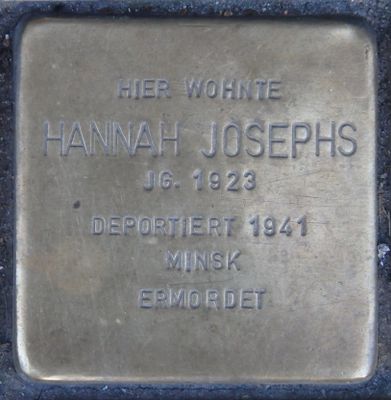 HIER WOHNTE
HANNAH JOSEPHS
JG. 1923
DEPORTIERT 1941
MINSK
ERMORDET